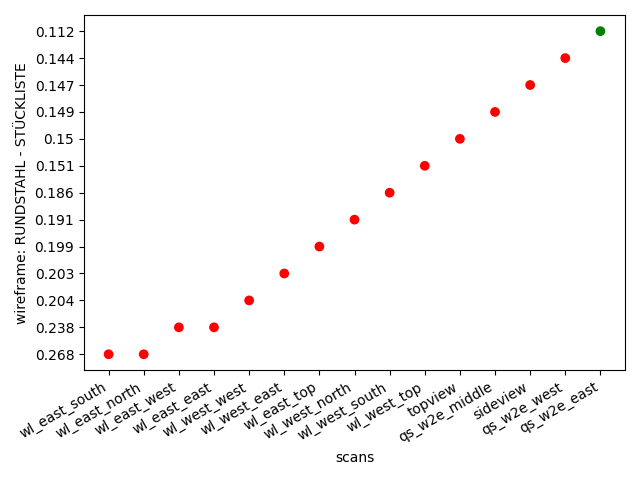 wireframe: RUNDSTAHL - STÜCKLISTE
0.112
0.144
0.147
0.149
0.15
0.151
0.186
0.191
0.199
0.203
0.204
0.238
0.268
wl_east_south
wl_east_north
wl_east_west
wl_east_east
wl_west_west
wl_west_east
wl_east_top
wl_west_north
wl_west_south
wl_west_top
topview
qs_w2e_middle
sideview
qs_w2e_west
qs_w2e_east
scans